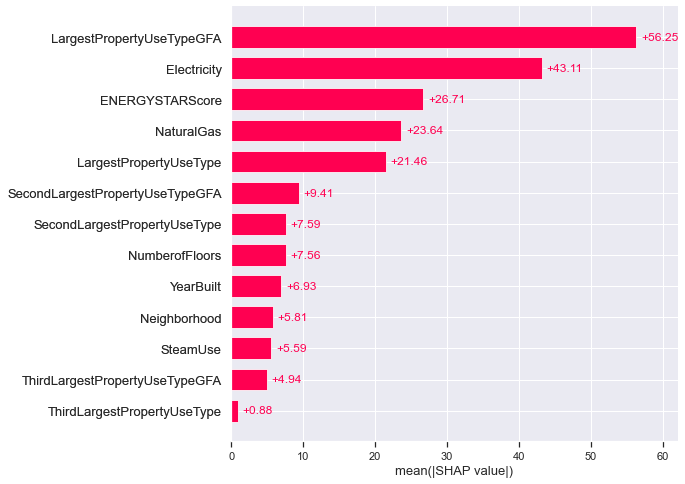 LargestPropertyUseTypeGFA +56.25
Electricity +43.11
ENERGYSTARScore +26.71
NaturalGas +23.64
LargestPropertyUseType +21.46
SecondLargestPropertyUseTypeGFA +9.41
SecondLargestPropertyUseType +7.59
NumberofFloors +7.56
YearBuilt +6.93
Neighborhood +5.81
SteamUse +5.59
ThirdLargestPropertyUseTypeGFA +4.94
ThirdLargestPropertyUseType +0.88
0 10 20 30 40 50 60
mean(|SHAP value|)